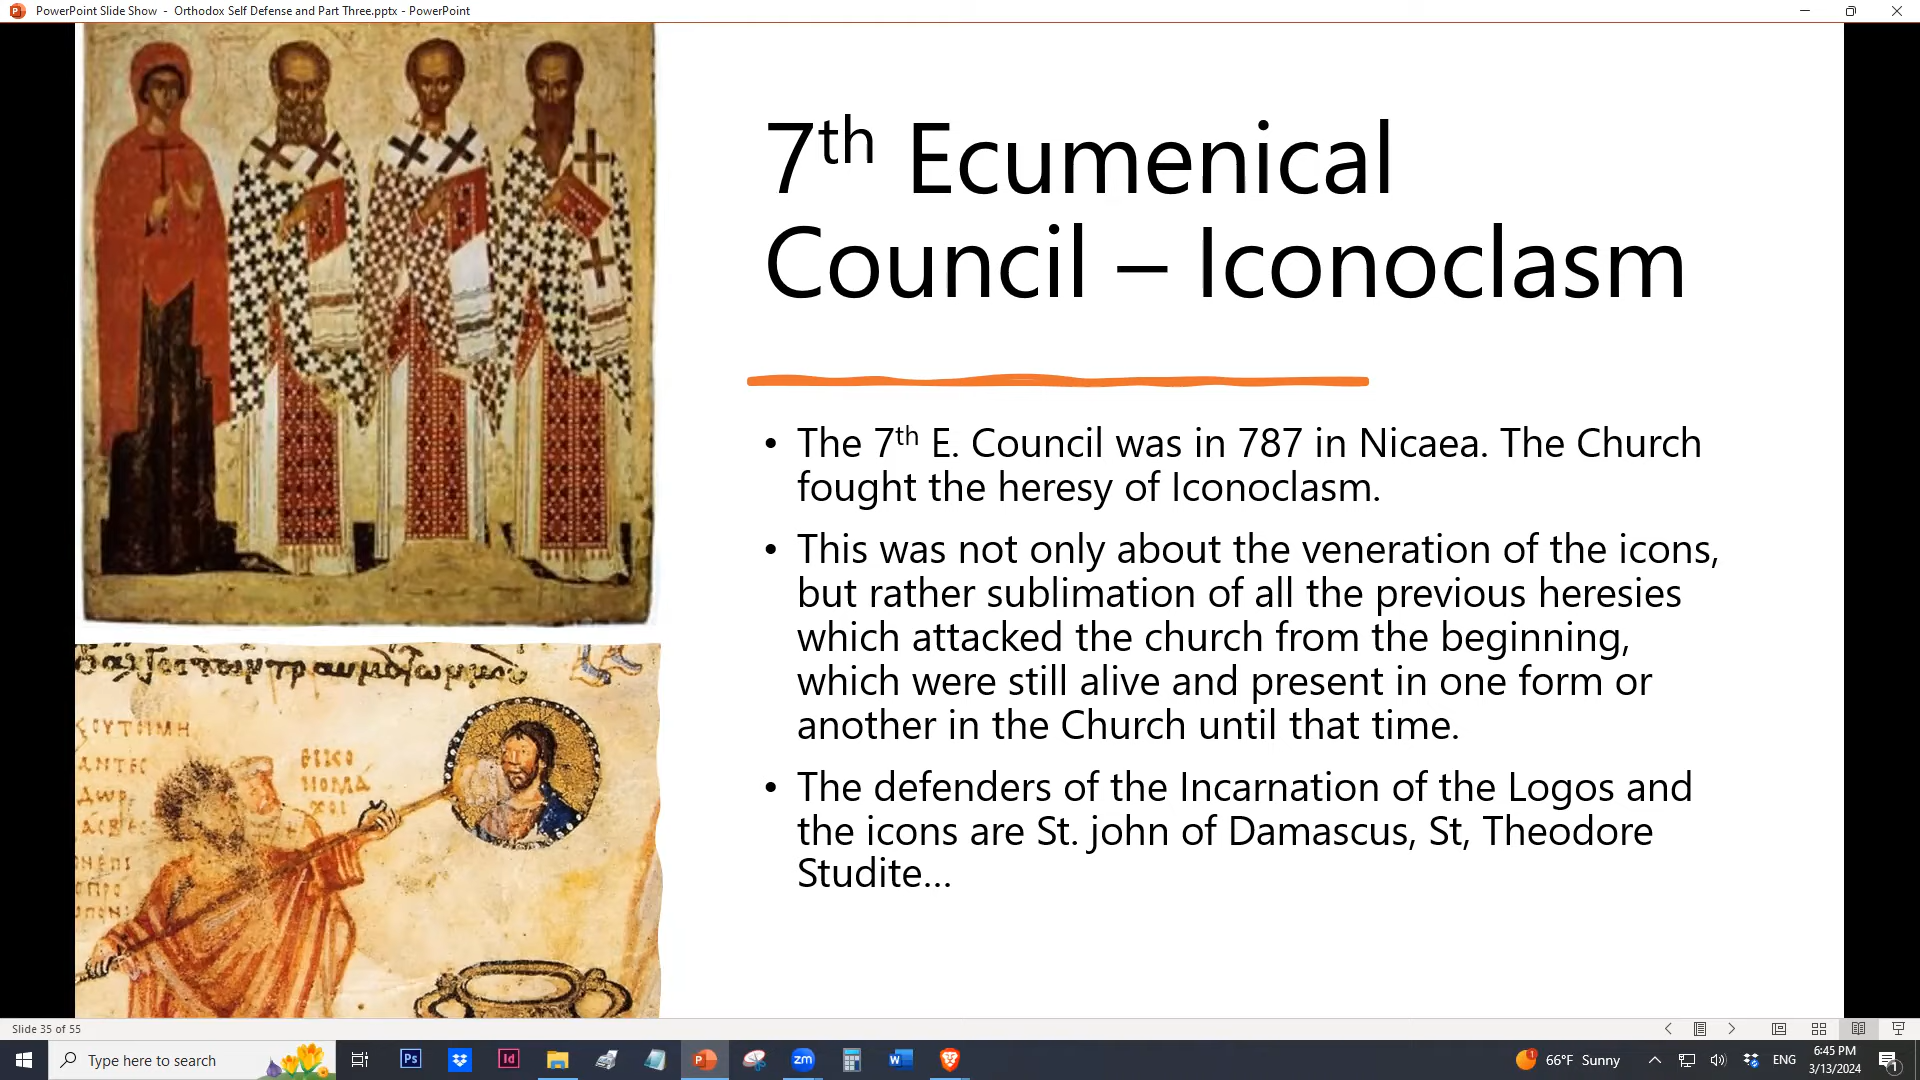 PowerPoint Slide Show - Orthodox Self Defense and Part Three.pptx - PowerPoint
7th Ecumenical
Council – Iconoclasm
• The 7th E. Council was in 787 in Nicaea. The Church
fought the heresy of Iconoclasm.
• This was not only about the veneration of the icons,
but rather sublimation of all the previous heresies
which attacked the church from the beginning,
which were still alive and present in one form or
another in the Church until that time.
• The defenders of the Incarnation of the Logos and
the icons are St. john of Damascus, St, Theodore
Studite...
Slide 35 of 55
Type here to search
Ps
Id
P
zm
W
66°F Sunny
ENG
6:45 PM
3/13/2024
1